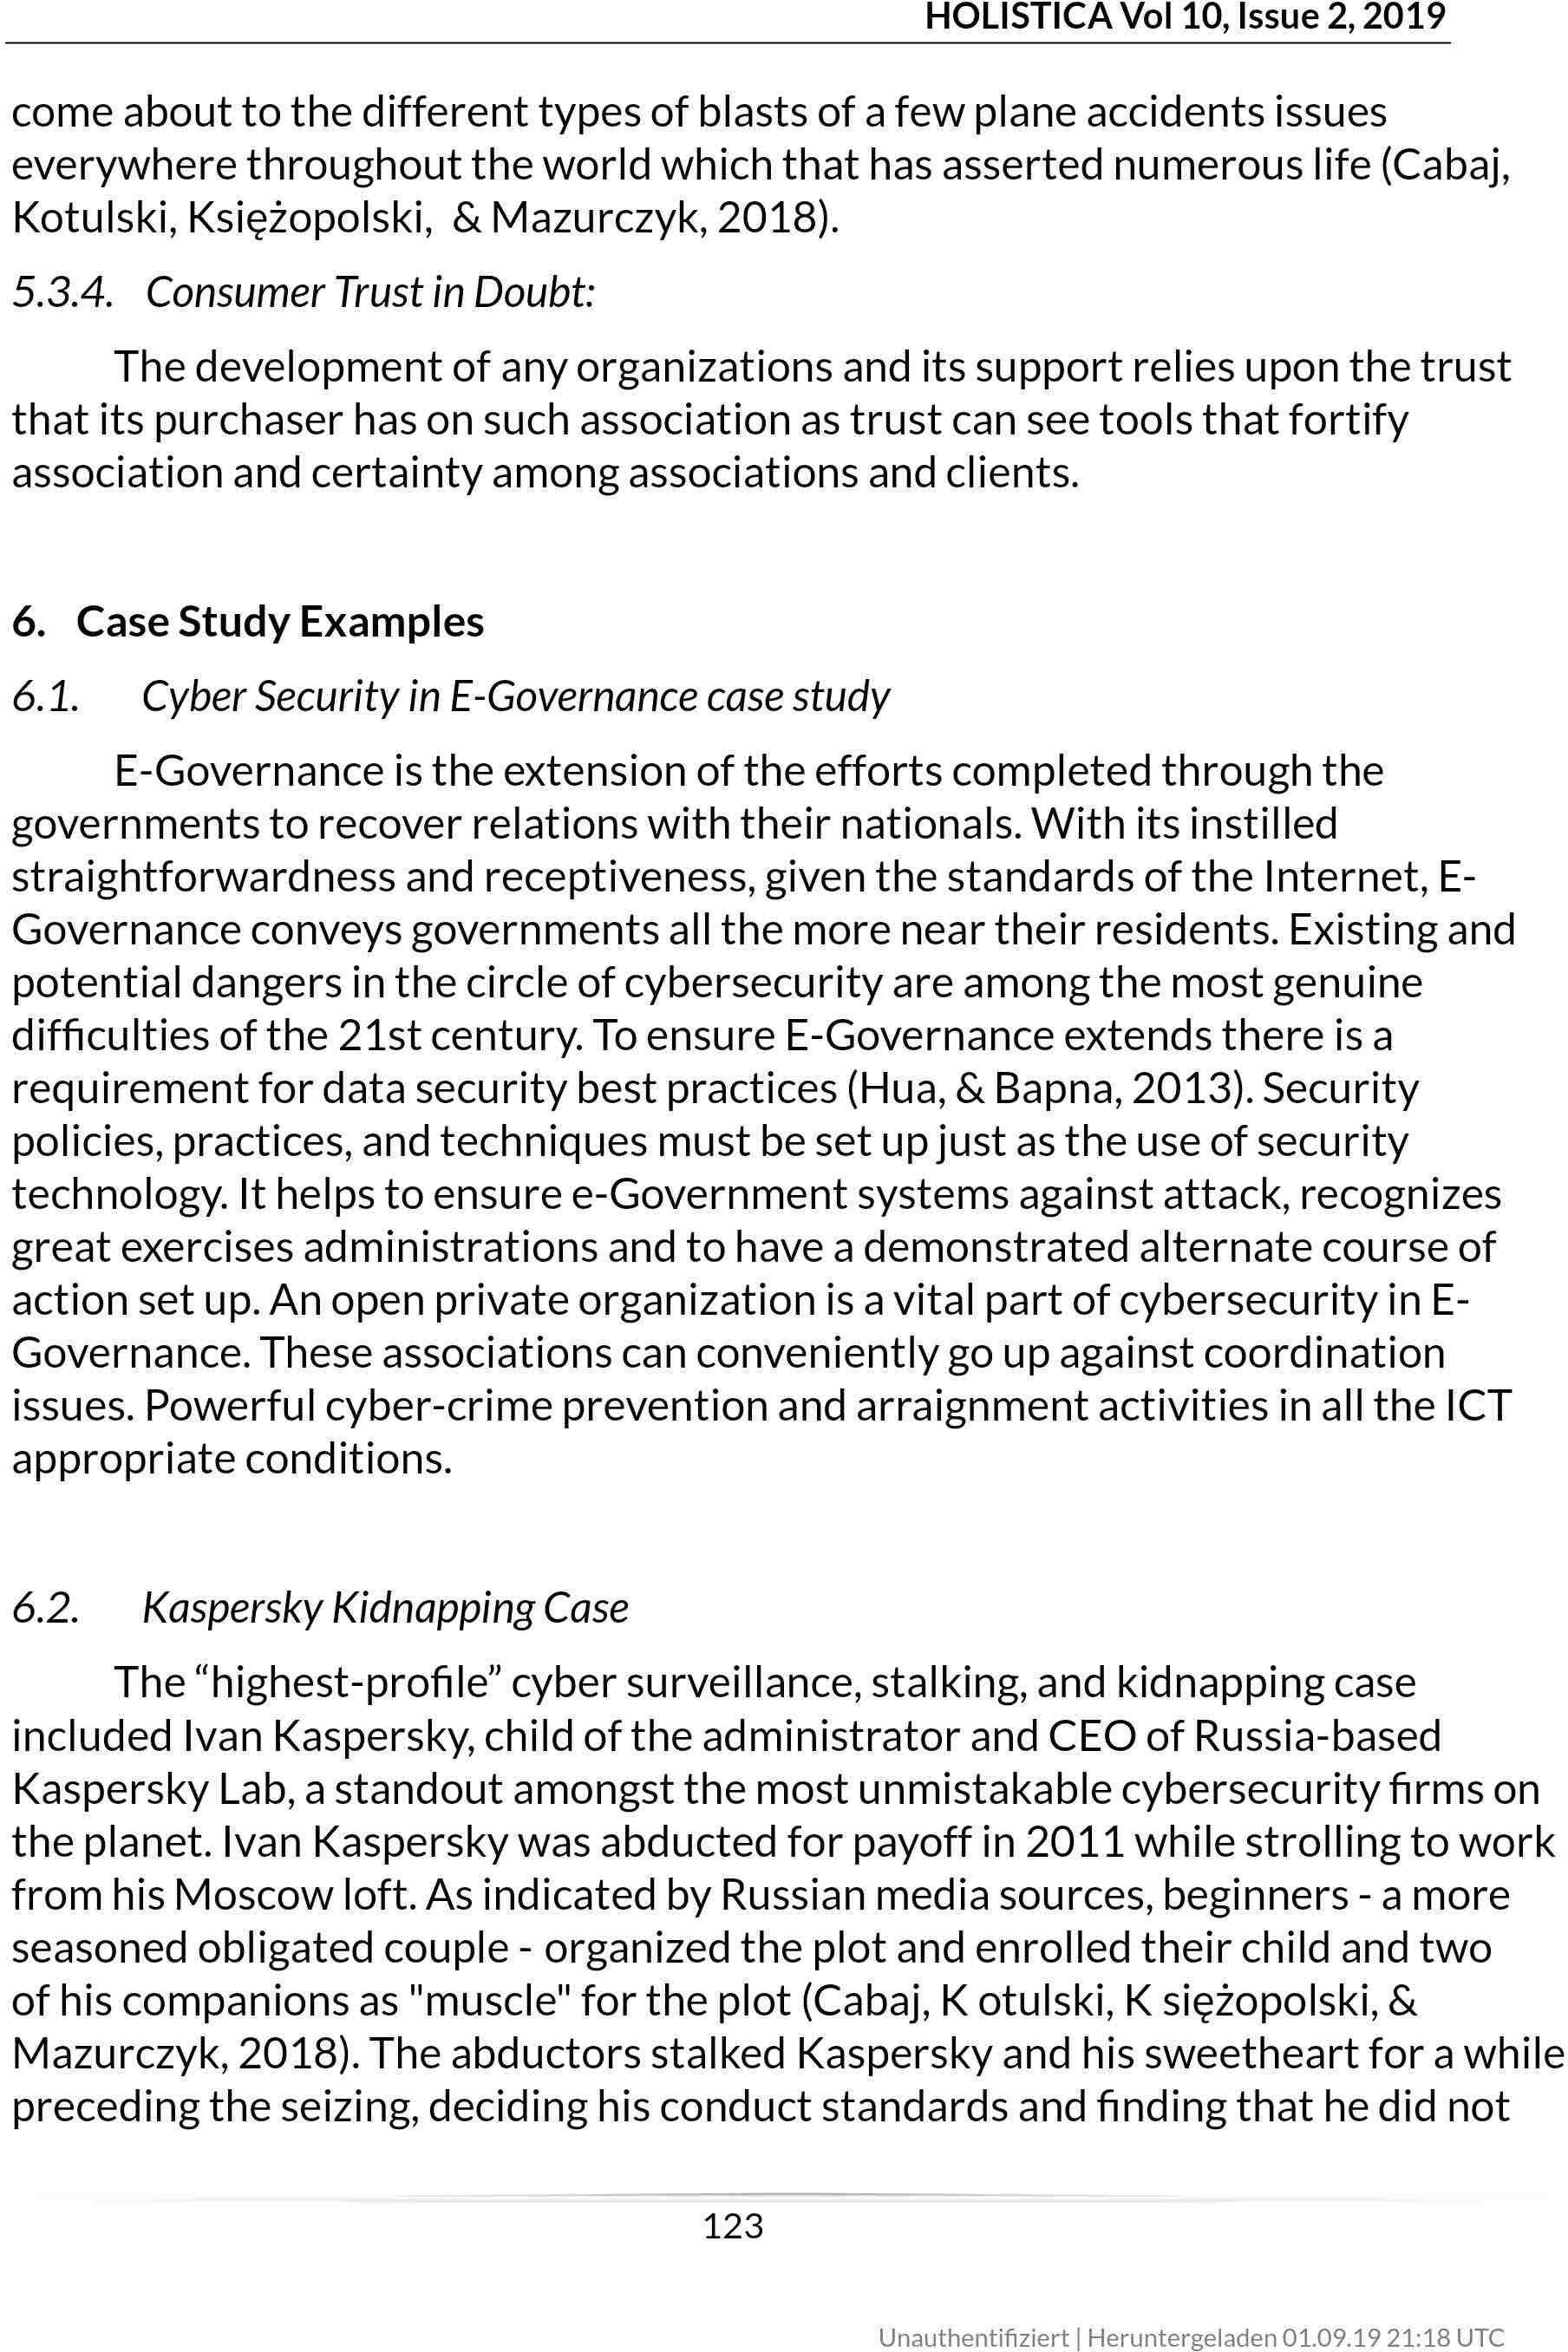 HOLISTICA Vol 10, Issue 2, 2019
come about to the different types of blasts of a few plane accidents issues
everywhere throughout the world which that has asserted numerous life (Cabaj,
Kotulski, Księżopolski, & Mazurczyk, 2018).
5.3.4. Consumer Trust in Doubt:
The development of any organizations and its support relies upon the trust
that its purchaser has on such association as trust can see tools that fortify
association and certainty among associations and clients.
6. Case Study Examples
6.1. Cyber Security in E-Governance case study
E-Governance is the extension of the efforts completed through the
governments to recover relations with their nationals. With its instilled
straightforwardness and receptiveness, given the standards of the Internet, E-
Governance conveys governments all the more near their residents. Existing and
potential dangers in the circle of cybersecurity are among the most genuine
difficulties of the 21st century. To ensure E-Governance extends there is a
requirement for data security best practices (Hua, & Bapna, 2013). Security
policies, practices, and techniques must be set up just as the use of security
technology. It helps to ensure e-Government systems against attack, recognizes
great exercises administrations and to have a demonstrated alternate course of
action set up. An open private organization is a vital part of cybersecurity in E-
Governance. These associations can conveniently go up against coordination
issues. Powerful cyber-crime prevention and arraignment activities in all the ICT
appropriate conditions.
6.2. Kaspersky Kidnapping Case
The “highest-profile” cyber surveillance, stalking, and kidnapping case
included Ivan Kaspersky, child of the administrator and CEO of Russia-based
Kaspersky Lab, a standout amongst the most unmistakable cybersecurity firms on
the planet. Ivan Kaspersky was abducted for payoff in 2011 while strolling to work
from his Moscow loft. As indicated by Russian media sources, beginners - a more
seasoned obligated couple - organized the plot and enrolled their child and two
of his companions as "muscle" for the plot (Cabaj, K otulski, K siężopolski, &
Mazurczyk, 2018). The abductors stalked Kaspersky and his sweetheart for a while
preceding the seizing, deciding his conduct standards and finding that he did not
123
Unauthentifiziert | Heruntergeladen 01.09.19 21:18 UTC